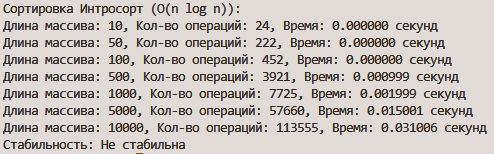 Сортировка Интросорт (O(n log n)):
Длина массива: 10, Кол-во операций: 24, Время: 0.000000 секунд
Длина массива: 50, Кол-во операций: 222, Время: 0.000000 секунд
Длина массива: 100, Кол-во операций: 452, Время: 0.000000 секунд
Длина массива: 500, Кол-во операций: 3921, Время: 0.000999 секунд
Длина массива: 1000, Кол-во операций: 7725, Время: 0.001999 секунд
Длина массива: 5000, Кол-во операций: 57660, Время: 0.015001 секунд
Длина массива: 10000, Кол-во операций: 113555, Время: 0.031006 секунд
Стабильность: Не стабильна